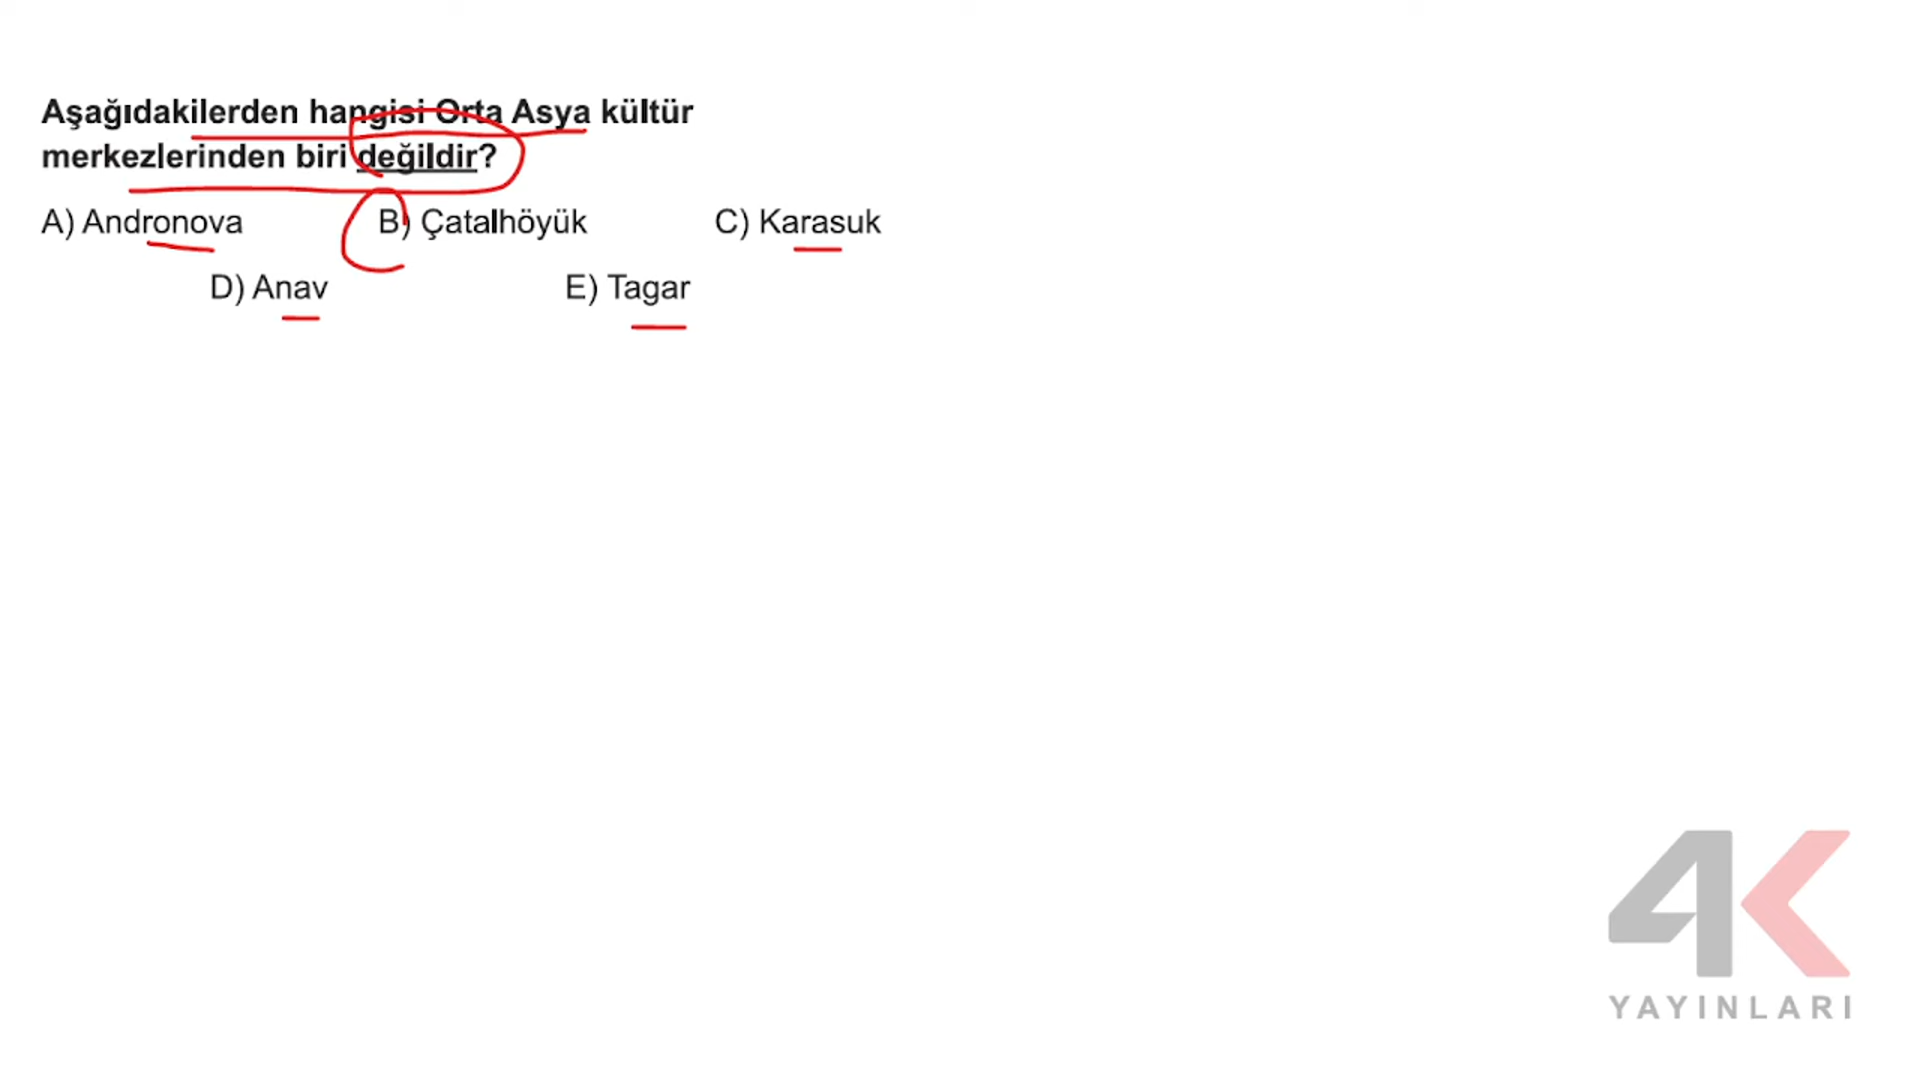 Aşağıdakilerden hangisi Orta Asya kültür
merkezlerinden biri değildir?
A) Andronova B) Çatalhöyük C) Karasuk
D) Anav E) Tagar
4K
YAYINLARI